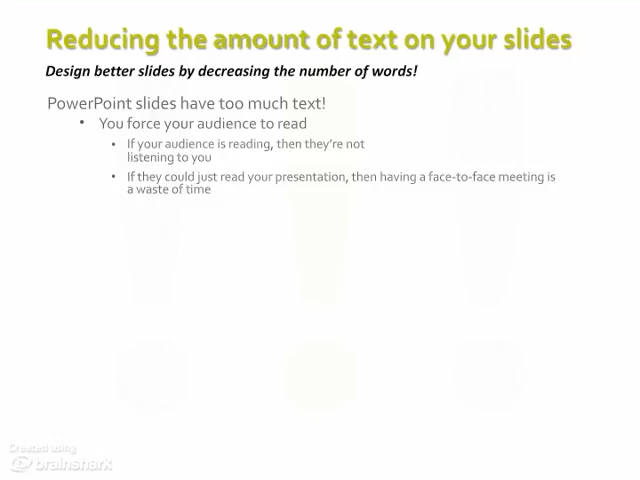 Reducing the amount of text on your slides
Design better slides by decreasing the number of words!
PowerPoint slides have too much text!
• You force your audience to read
• If your audience is reading, then they're not
listening to you
• If they could just read your presentation, then having a face-to-face meeting is
a waste of time
Created using
brainshark